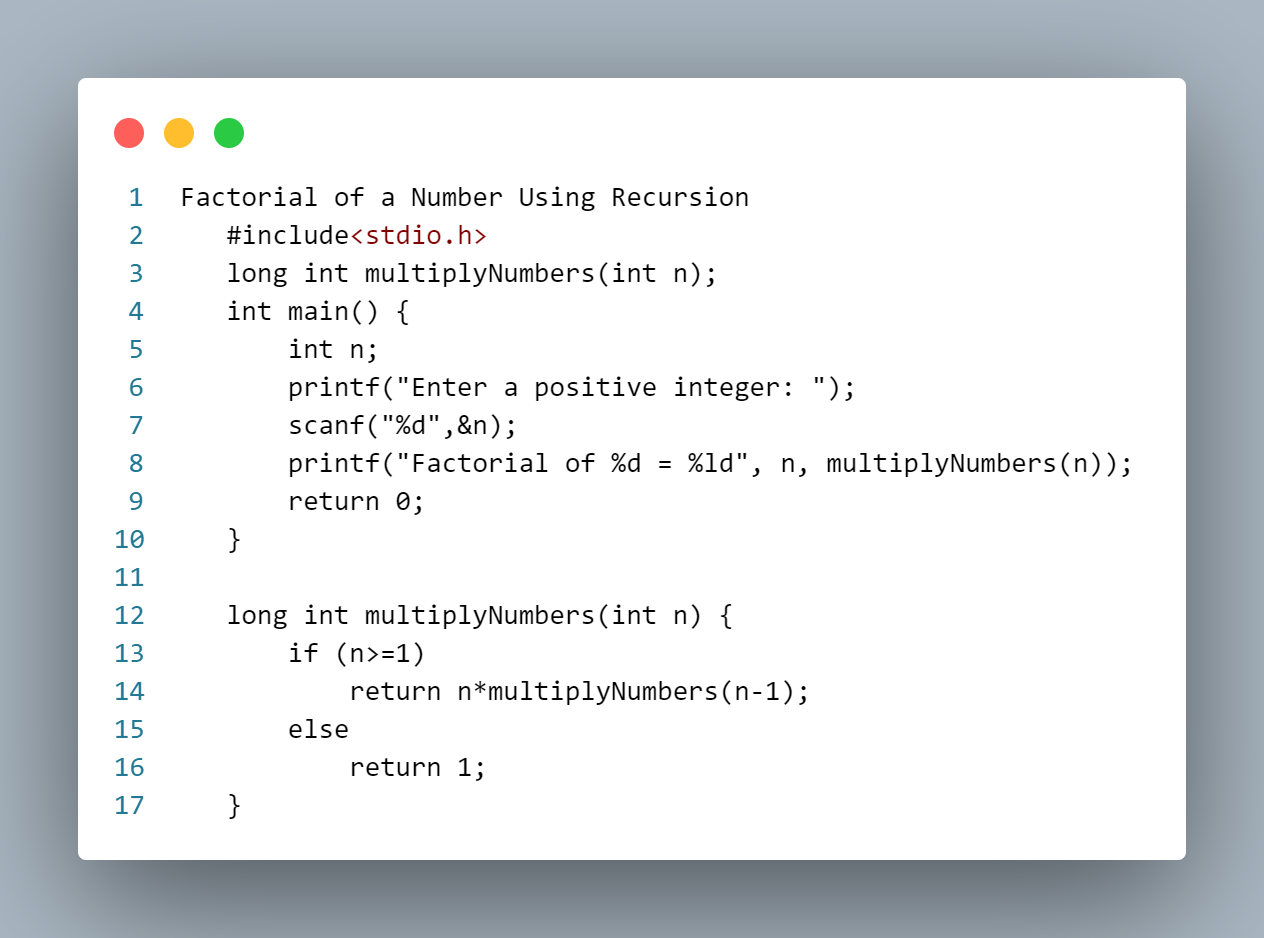 1 Factorial of a Number Using Recursion
2 #include<stdio.h>
3 long int multiplyNumbers(int n);
4 int main() {
5 int n;
6 printf("Enter a positive integer: ");
7 scanf("%d",&n);
8 printf("Factorial of %d = %ld", n, multiplyNumbers(n));
9 return 0;
10 }
11
12 long int multiplyNumbers(int n) {
13 if (n>=1)
14 return n*multiplyNumbers(n-1);
15 else
16 return 1;
17 }